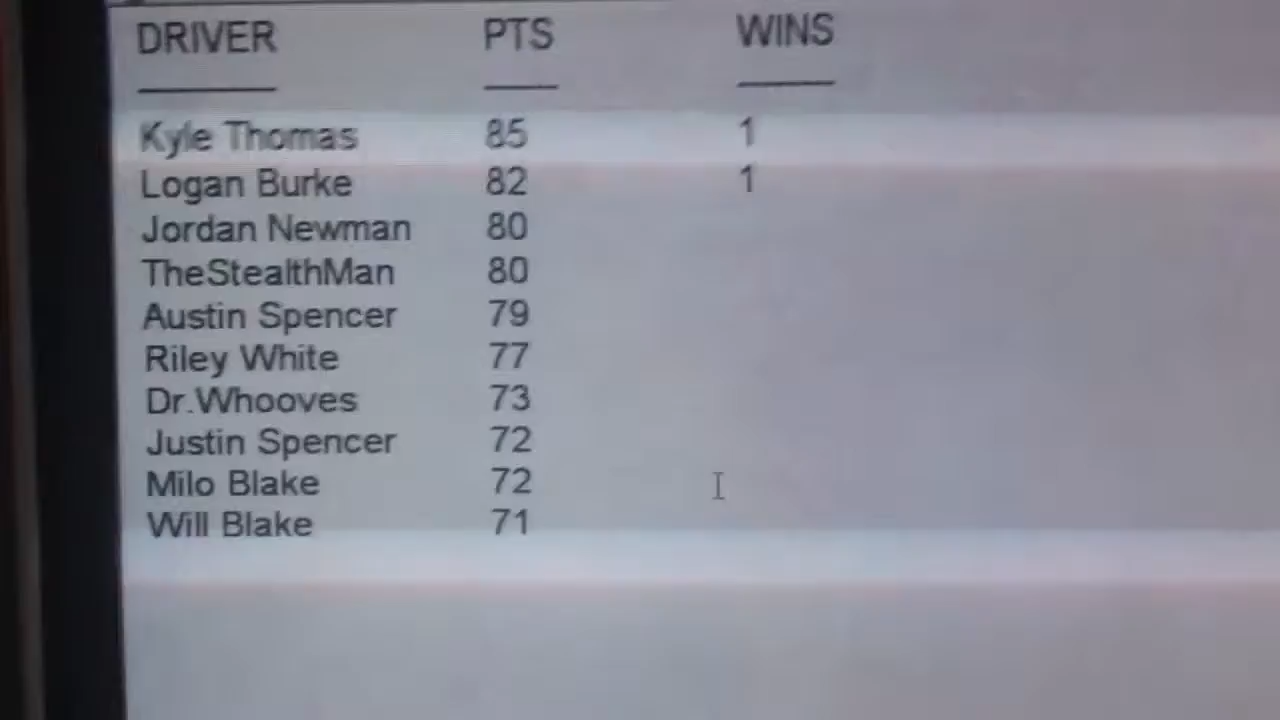 DRIVER PTS WINS
Kyle Thomas 85 1
Logan Burke 82 1
Jordan Newman 80
TheStealthMan 80
Austin Spencer 79
Riley White 77
Dr.Whooves 73
Justin Spencer 72
Milo Blake 72
Will Blake 71